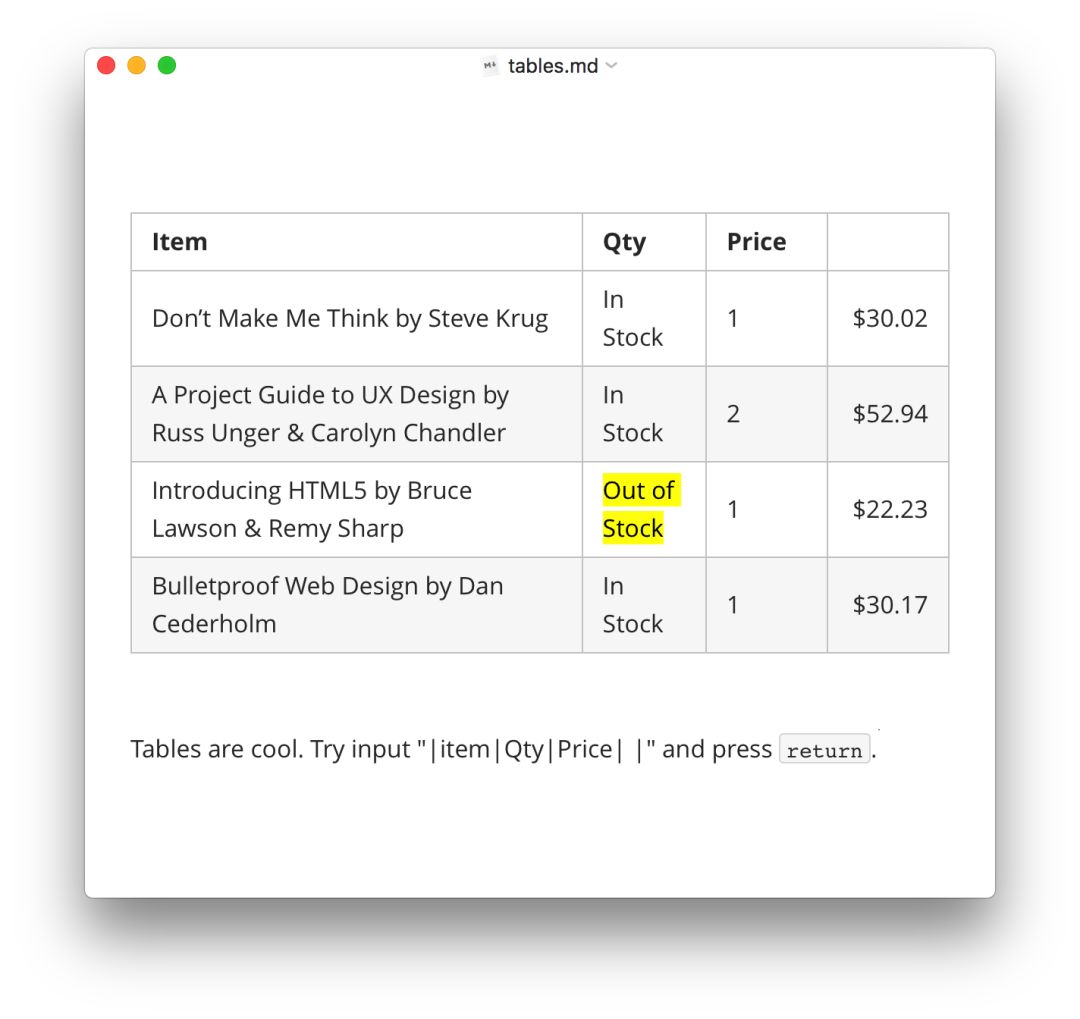 M↓ tables.md
Item Qty Price
Don’t Make Me Think by Steve Krug In Stock 1 $30.02
A Project Guide to UX Design by
Russ Unger & Carolyn Chandler In Stock 2 $52.94
Introducing HTML5 by Bruce
Lawson & Remy Sharp Out of Stock 1 $22.23
Bulletproof Web Design by Dan
Cederholm In Stock 1 $30.17
Tables are cool. Try input "|item|Qty|Price| |" and press return.